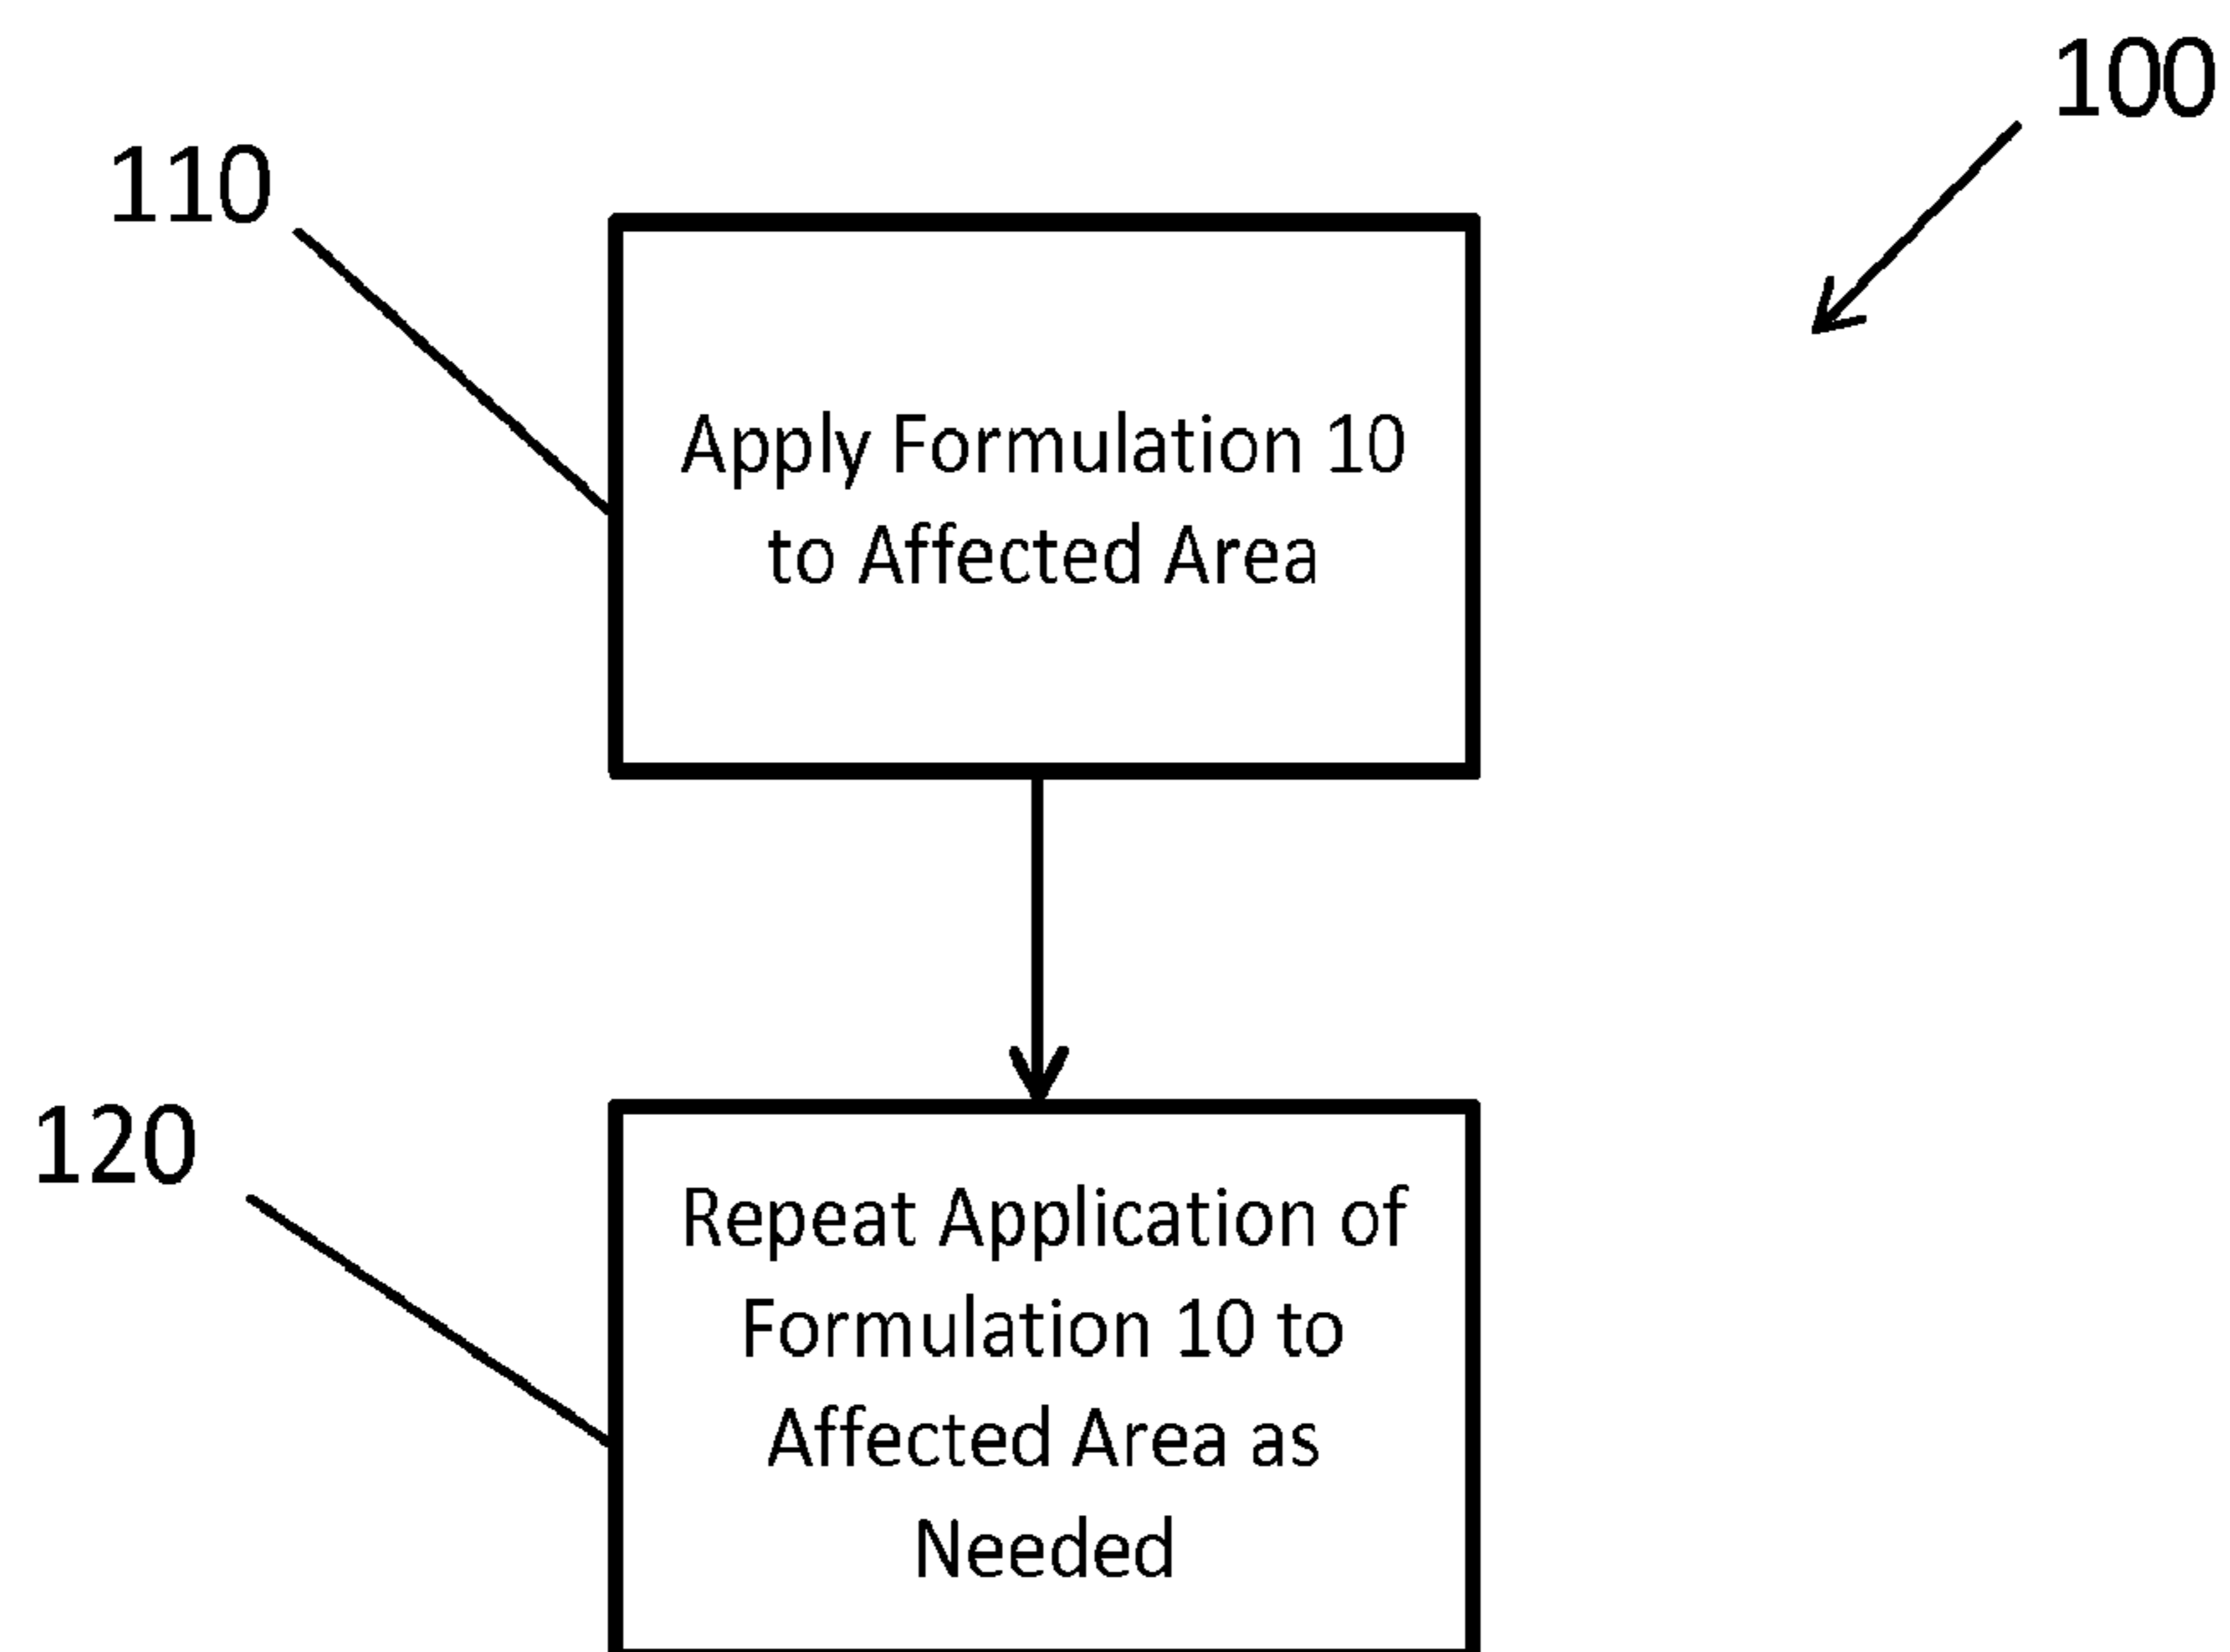 100
110
Apply Formulation 10
to Affected Area
120
Repeat Application of
Formulation 10 to
Affected Area as
Needed